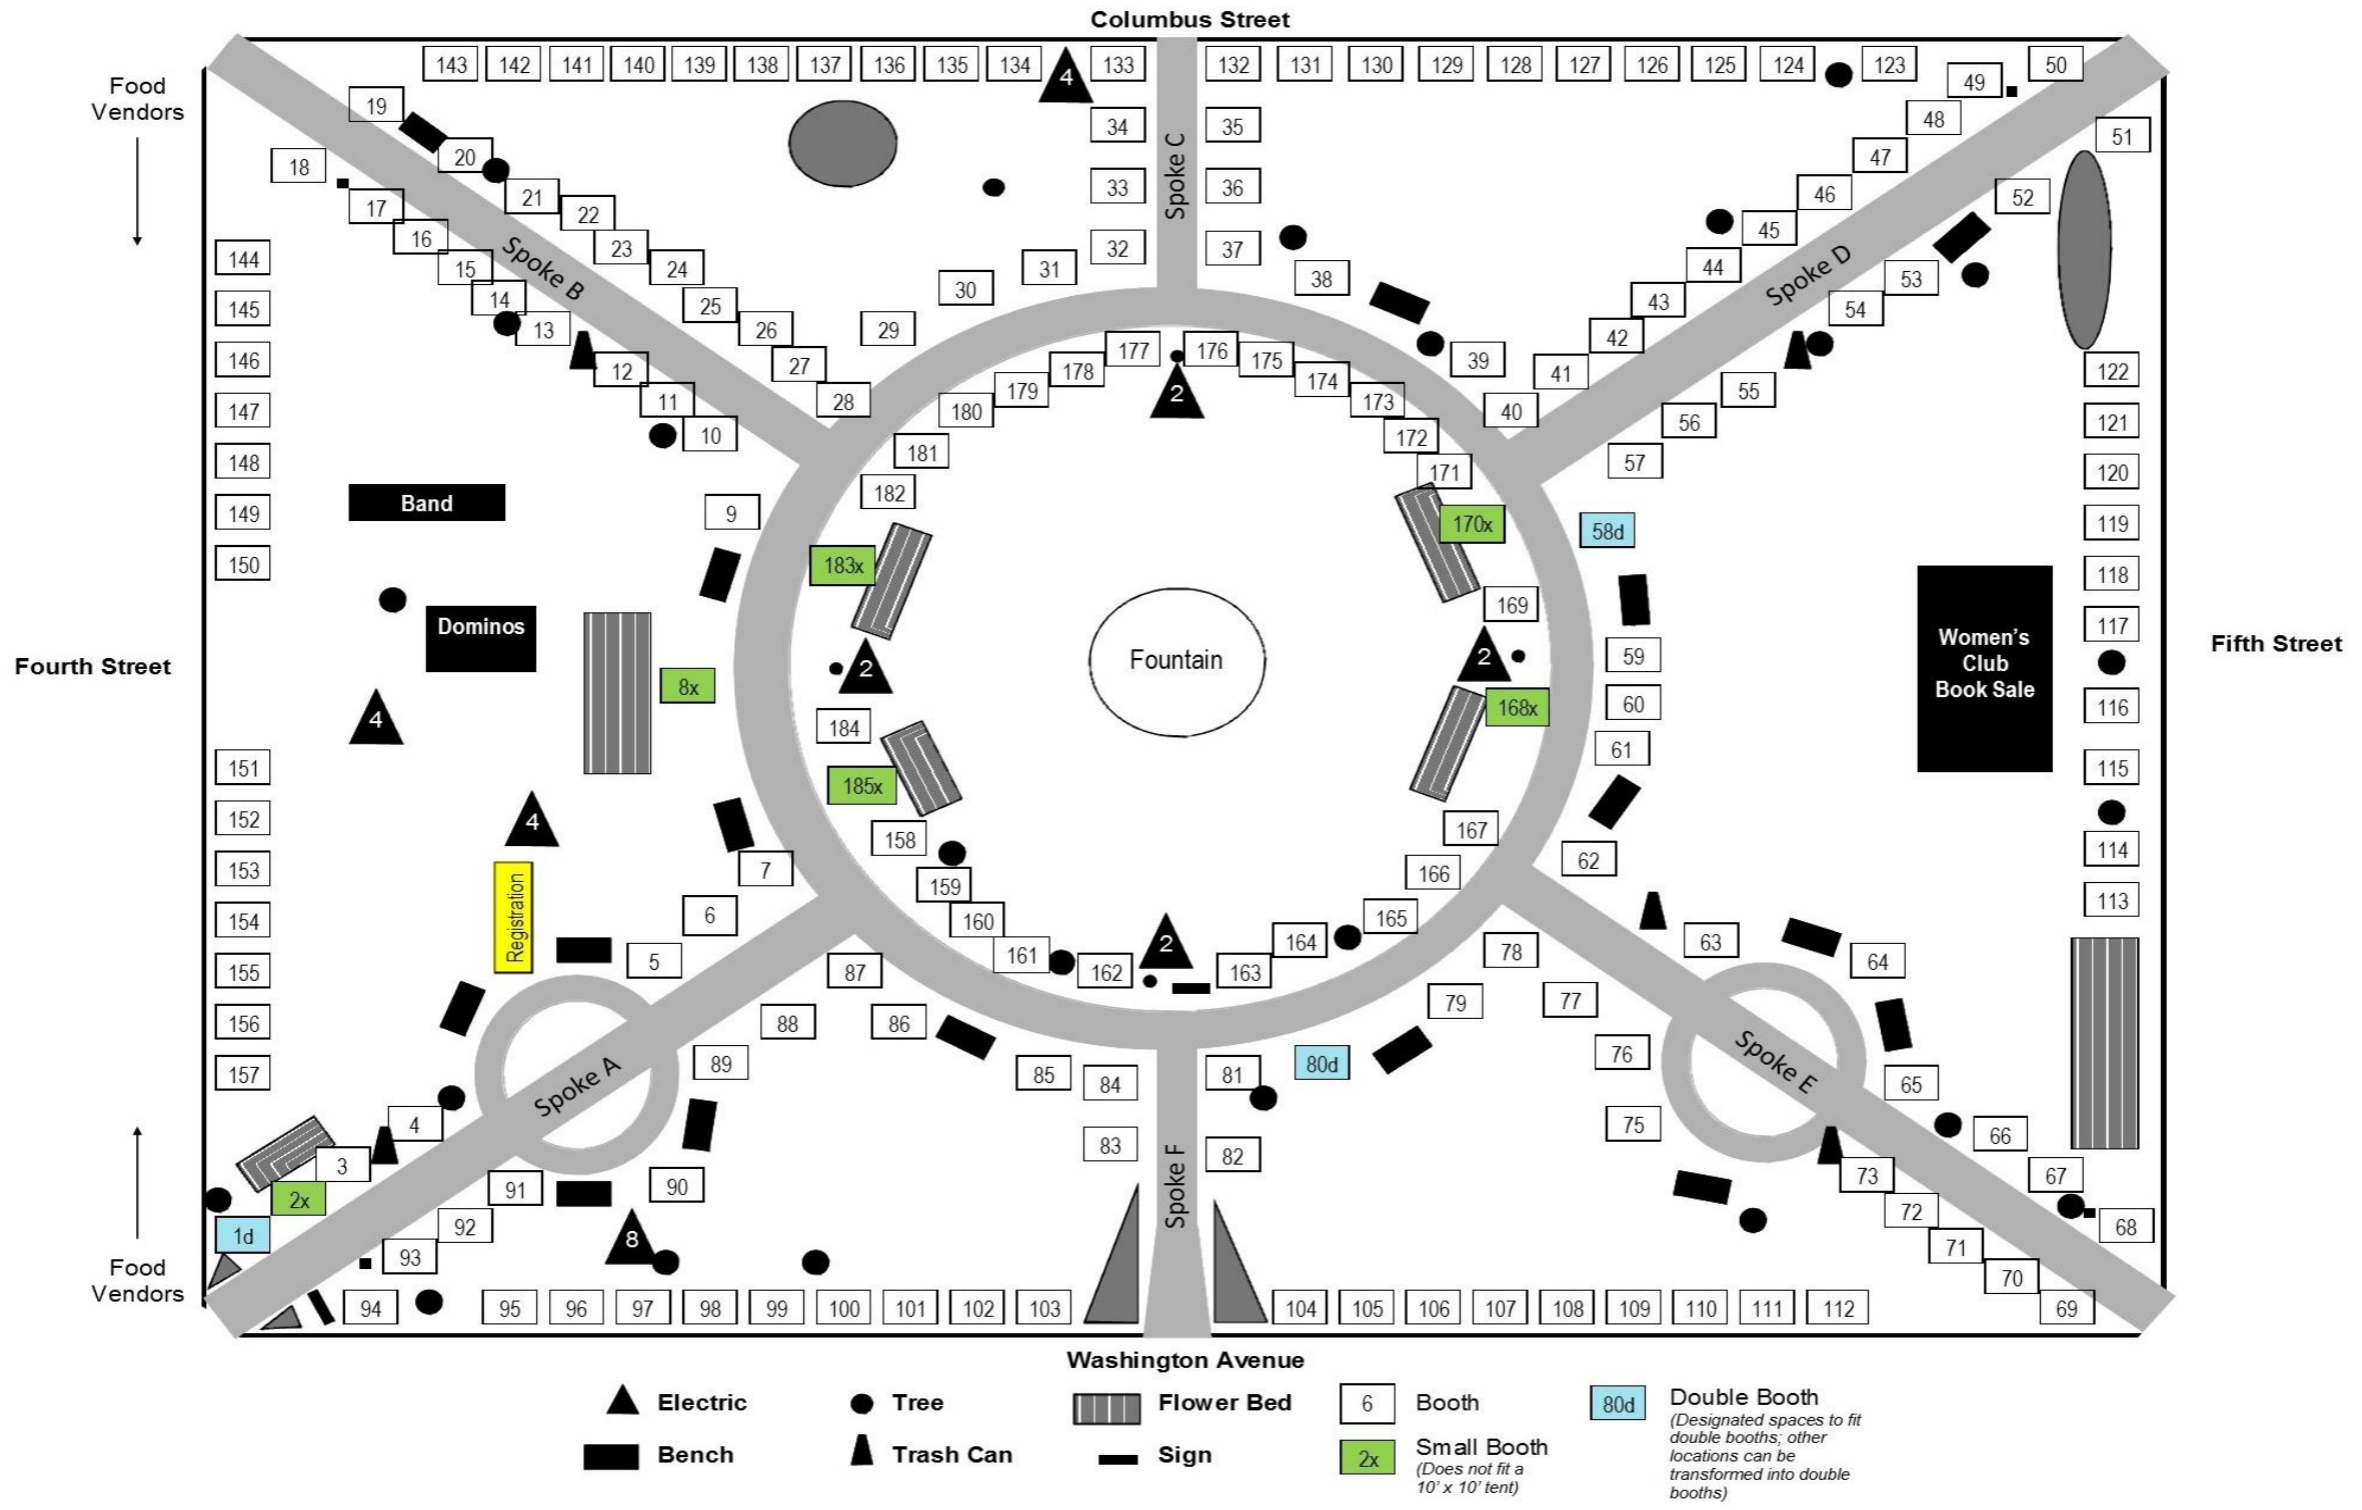 Columbus Street
Food
Vendors
143 142 141 140 139 138 137 136 135 134 4 133 132 131 130 129 128 127 126 125 124 123 50
49
19
48
34 35
51
20
47
18
33 36
46
21
52
17
22
45
16
23
32 37
Spoke C
144
15
24
31
44
Spoke B
Spoke D
38
53
30
14
43
145
25
54
13
26
29
42
177 176
146
27
175
39
12
178
41
122
174
179
55
11
28
173
2
147
180
40
56
121
10
172
181
148
57
171
120
182
Band
149
9
170x
58d
119
150
183x
118
169
Dominos
117
Women's
Club
Book Sale
Fountain
Fourth Street
2
2
59
Fifth Street
8x
60
168x
116
4
184
61
151
115
185x
152
4
158
167
153
7
62
114
166
159
Registration
154
6
160
165
113
2
164
63
161
78
5
64
155
87
162 163
79
77
156
88
86
76
89
Spoke A
Spoke E
157
85
84
81
80d
65
4
75
66
83
82
3
73
67
91
90
2x
Spoke F
72
92
68
1d
8
71
93
70
Food
Vendors
94 95 96 97 98 99 100 101 102 103 104 105 106 107 108 109 110 111 112 69
Washington Avenue
Electric
Tree
Flower Bed
6
Booth
80d
Double Booth
(Designated spaces to fit
double booths; other
locations can be
transformed into double
booths)
Bench
Trash Can
Sign
2x
Small Booth
(Does not fit a
10' x 10' tent)